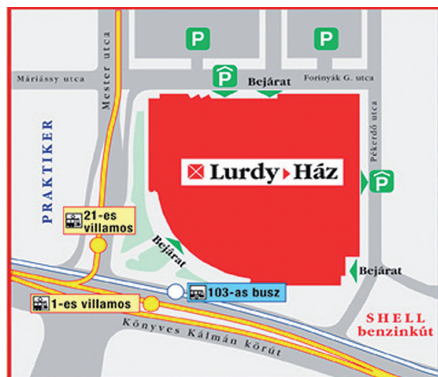 P
P
P
Máriássy utca
Mester utca
Bejárat
Forinyák G. utca
Pékerdő utca
PRAKTIKER
Lurdy Ház
P
21-es
villamos
Bejárat
Bejárat
103-as busz
1-es villamos
Könyves Kálmán körút
SHELL
benzinkút